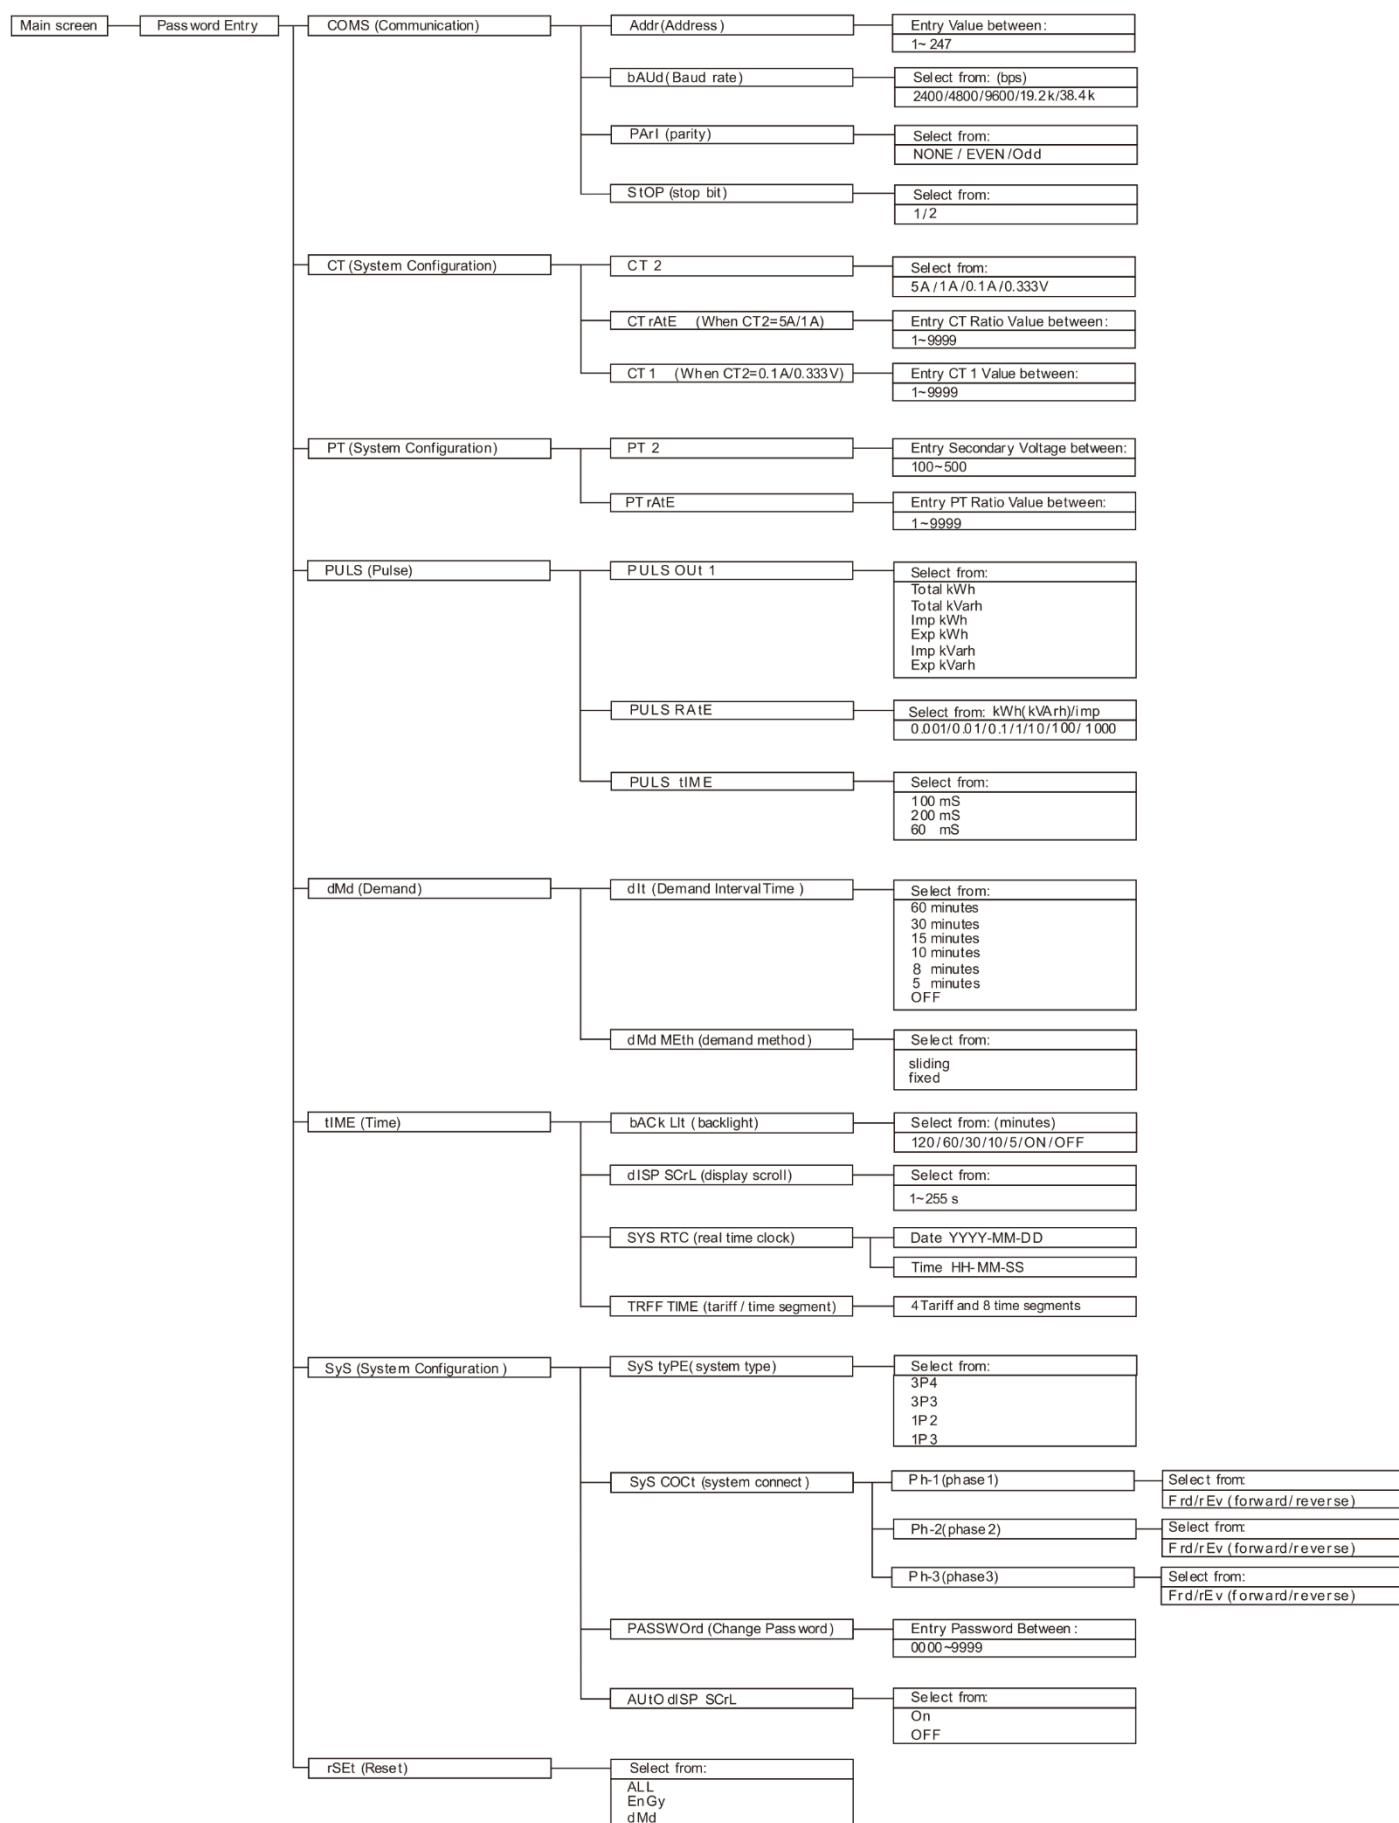 Main screen
Password Entry
COMS (Communication)
Addr(Address)
Entry Value between:
1~247
bAUd(Baud rate)
Select from: (bps)
2400/4800/9600/19.2k/38.4k
PArI (parity)
Select from:
NONE / EVEN /Odd
StOP (stop bit)
Select from:
1/2
CT (System Configuration)
CT 2
Select from:
5A/1A/0.1A/0.333V
CT rAtE (When CT2=5A/1A)
Entry CT Ratio Value between:
1~9999
CT 1 (When CT2=0.1A/0.333V)
Entry CT 1 Value between:
1~9999
PT (System Configuration)
PT 2
Entry Secondary Voltage between:
100~500
PT rAtE
Entry PT Ratio Value between:
1~9999
PULS (Pulse)
PULS OUt 1
Select from:
Total kWh
Total kVarh
Imp kWh
Exp kWh
Imp kVarh
Exp kVarh
PULS RAtE
Select from: kWh(kVArh)/imp
0.001/0.01/0.1/1/10/100/1000
PULS tIME
Select from:
100 mS
200 mS
60 mS
dMd (Demand)
dIt (Demand Interval Time )
Select from:
60 minutes
30 minutes
15 minutes
10 minutes
8 minutes
5 minutes
OFF
dMd MEth (demand method)
Select from:
sliding
fixed
tIME (Time)
bACk LIt (backlight)
Select from: (minutes)
120/60/30/10/5/ON/OFF
dISP SCrL (display scroll)
Select from:
1~255 s
SYS RTC (real time clock)
Date YYYY-MM-DD
Time HH-MM-SS
TRFF TIME (tariff / time segment)
4 Tariff and 8 time segments
SyS (System Configuration )
SyS tyPE(system type)
Select from:
3P4
3P3
1P2
1P3
SyS COCt (system connect )
Ph-1(phase1)
Select from:
Frd/rEv (forward/reverse)
Ph-2(phase2)
Select from:
Frd/rEv (forward/reverse)
Ph-3(phase3)
Select from:
Frd/rEv (forward/reverse)
PASSWOrd (Change Password)
Entry Password Between :
0000~9999
AUtO dISP SCrL
Select from:
On
OFF
rSEt (Reset)
Select from:
ALL
EnGy
dMd